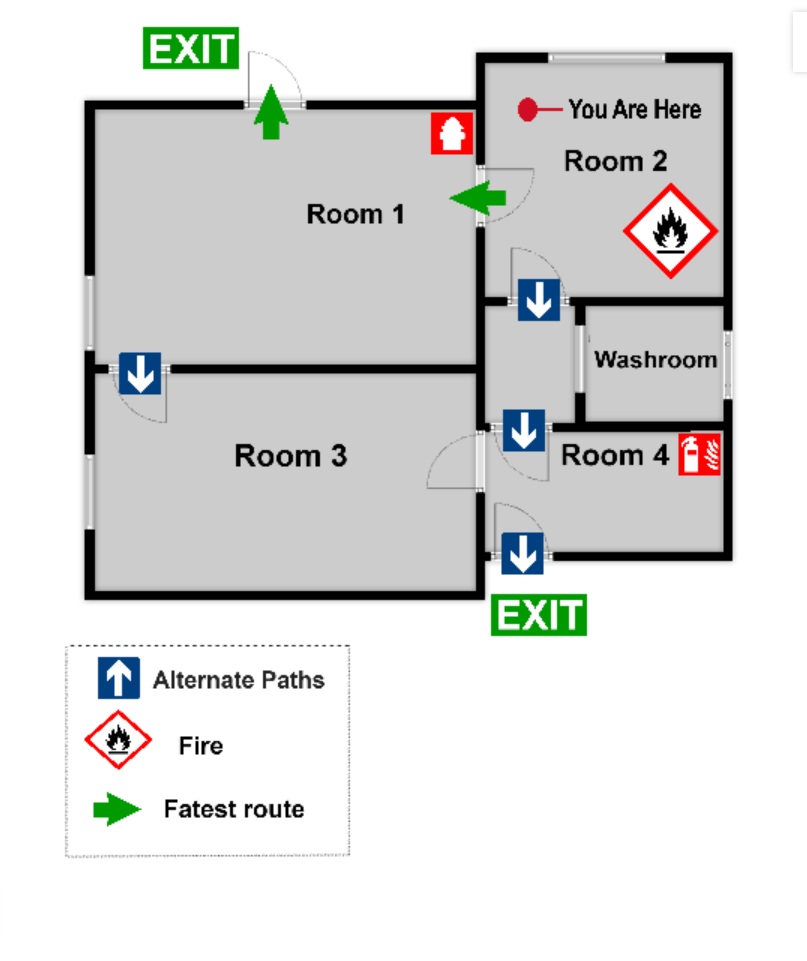 EXIT
You Are Here
Room 2
Room 1
Washroom
Room 3
Room 4
EXIT
Alternate Paths
Fire
Fatest route